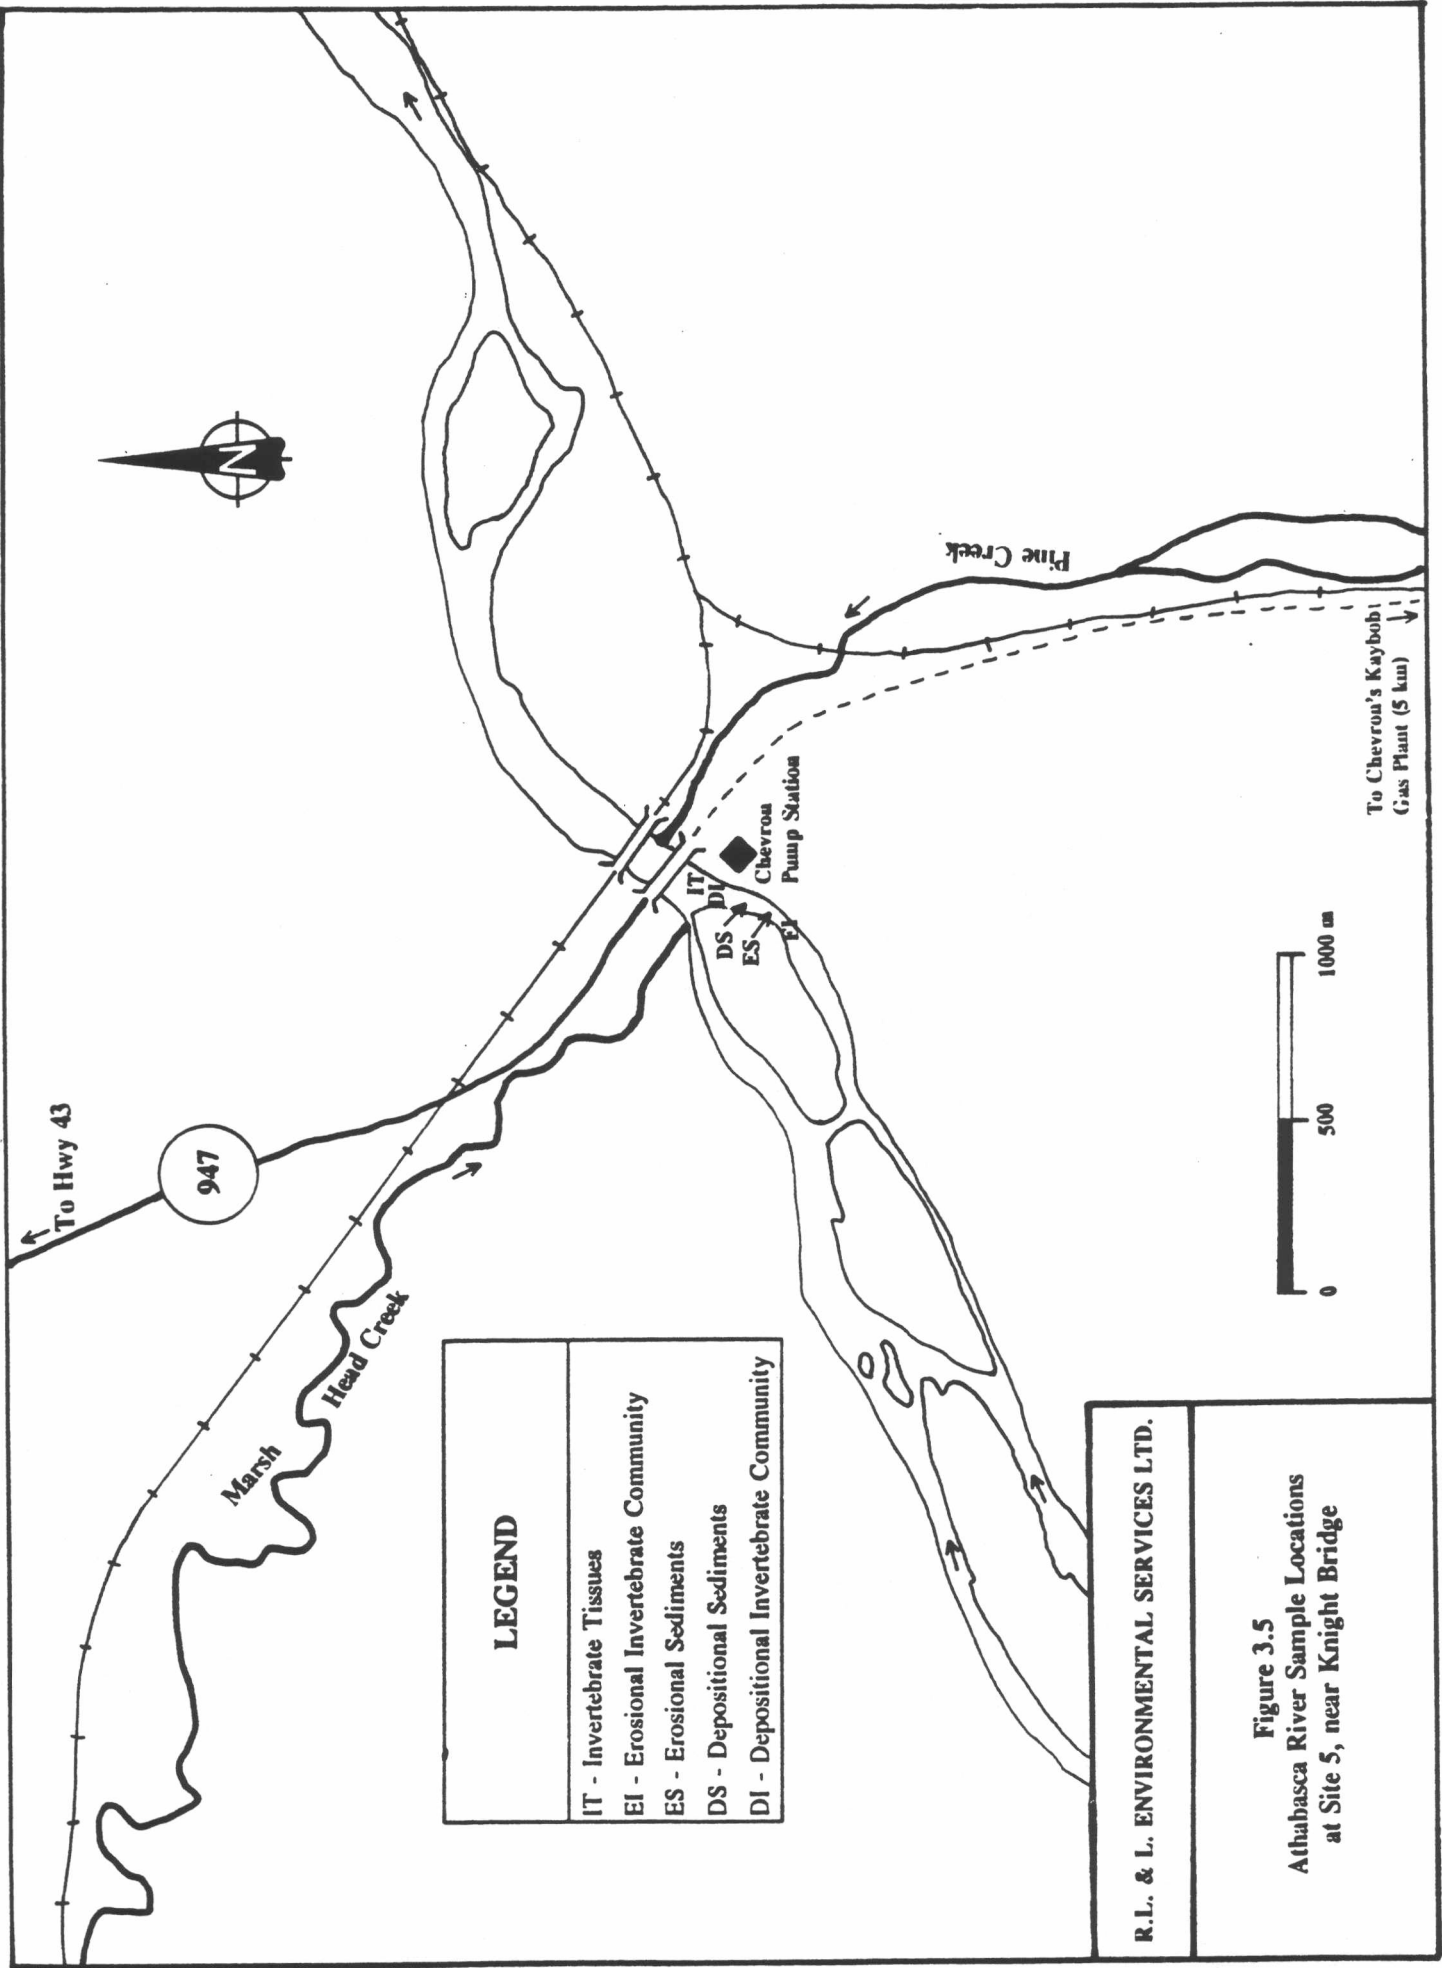 To Hwy 43
947
N
Marsh
Head Creek
Pine Creek
IT
DI
DS
ES
EI
Chevron
Pump Station
To Chevron's Kaybob
Gas Plant (5 km)
0 500 1000 m
LEGEND
IT - Invertebrate Tissues
EI - Erosional Invertebrate Community
ES - Erosional Sediments
DS - Depositional Sediments
DI - Depositional Invertebrate Community
R.L. & L. ENVIRONMENTAL SERVICES LTD.
Figure 3.5
Athabasca River Sample Locations
at Site 5, near Knight Bridge